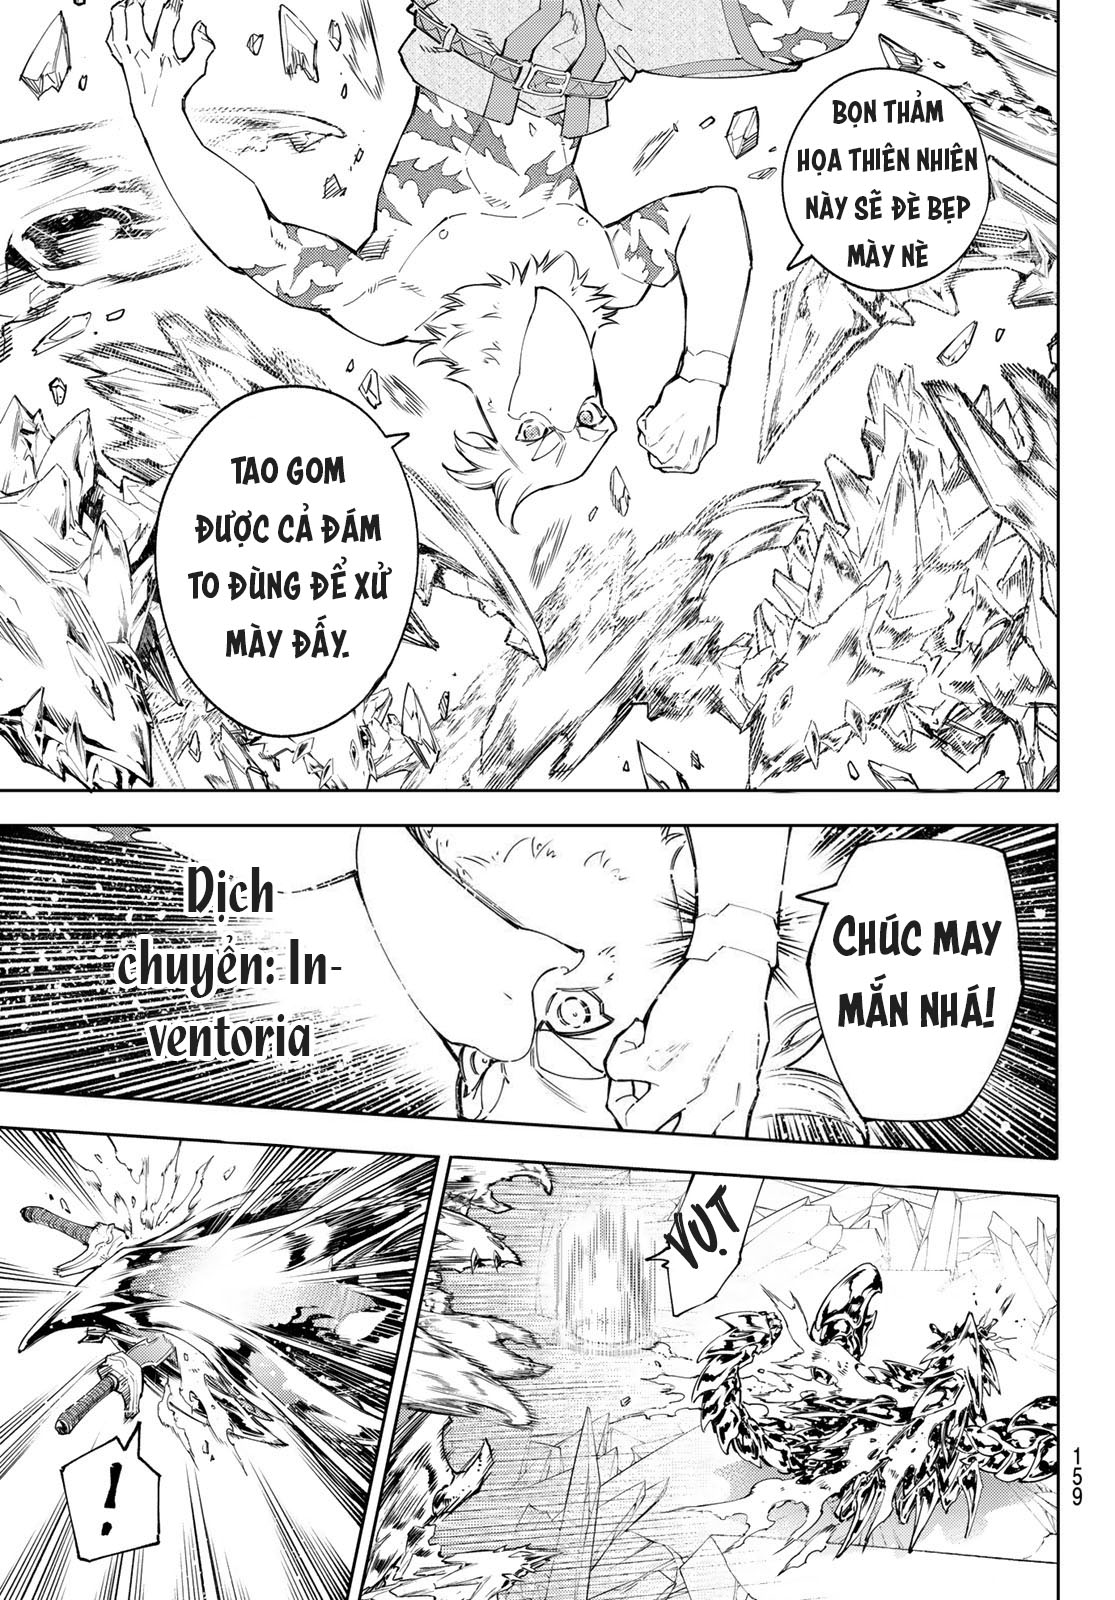 BỌN THẢM
HỌA THIÊN NHIÊN
NÀY SẼ ĐÈ BẸP
MÀY NÈ
TAO GOM
ĐƯỢC CẢ ĐÁM
TO ĐÙNG ĐỂ XỬ
MÀY ĐẤY.
CHÚC MAY
MẮN NHÁ!
Dịch
chuyển: In-
ventoria
VỤT
!
159